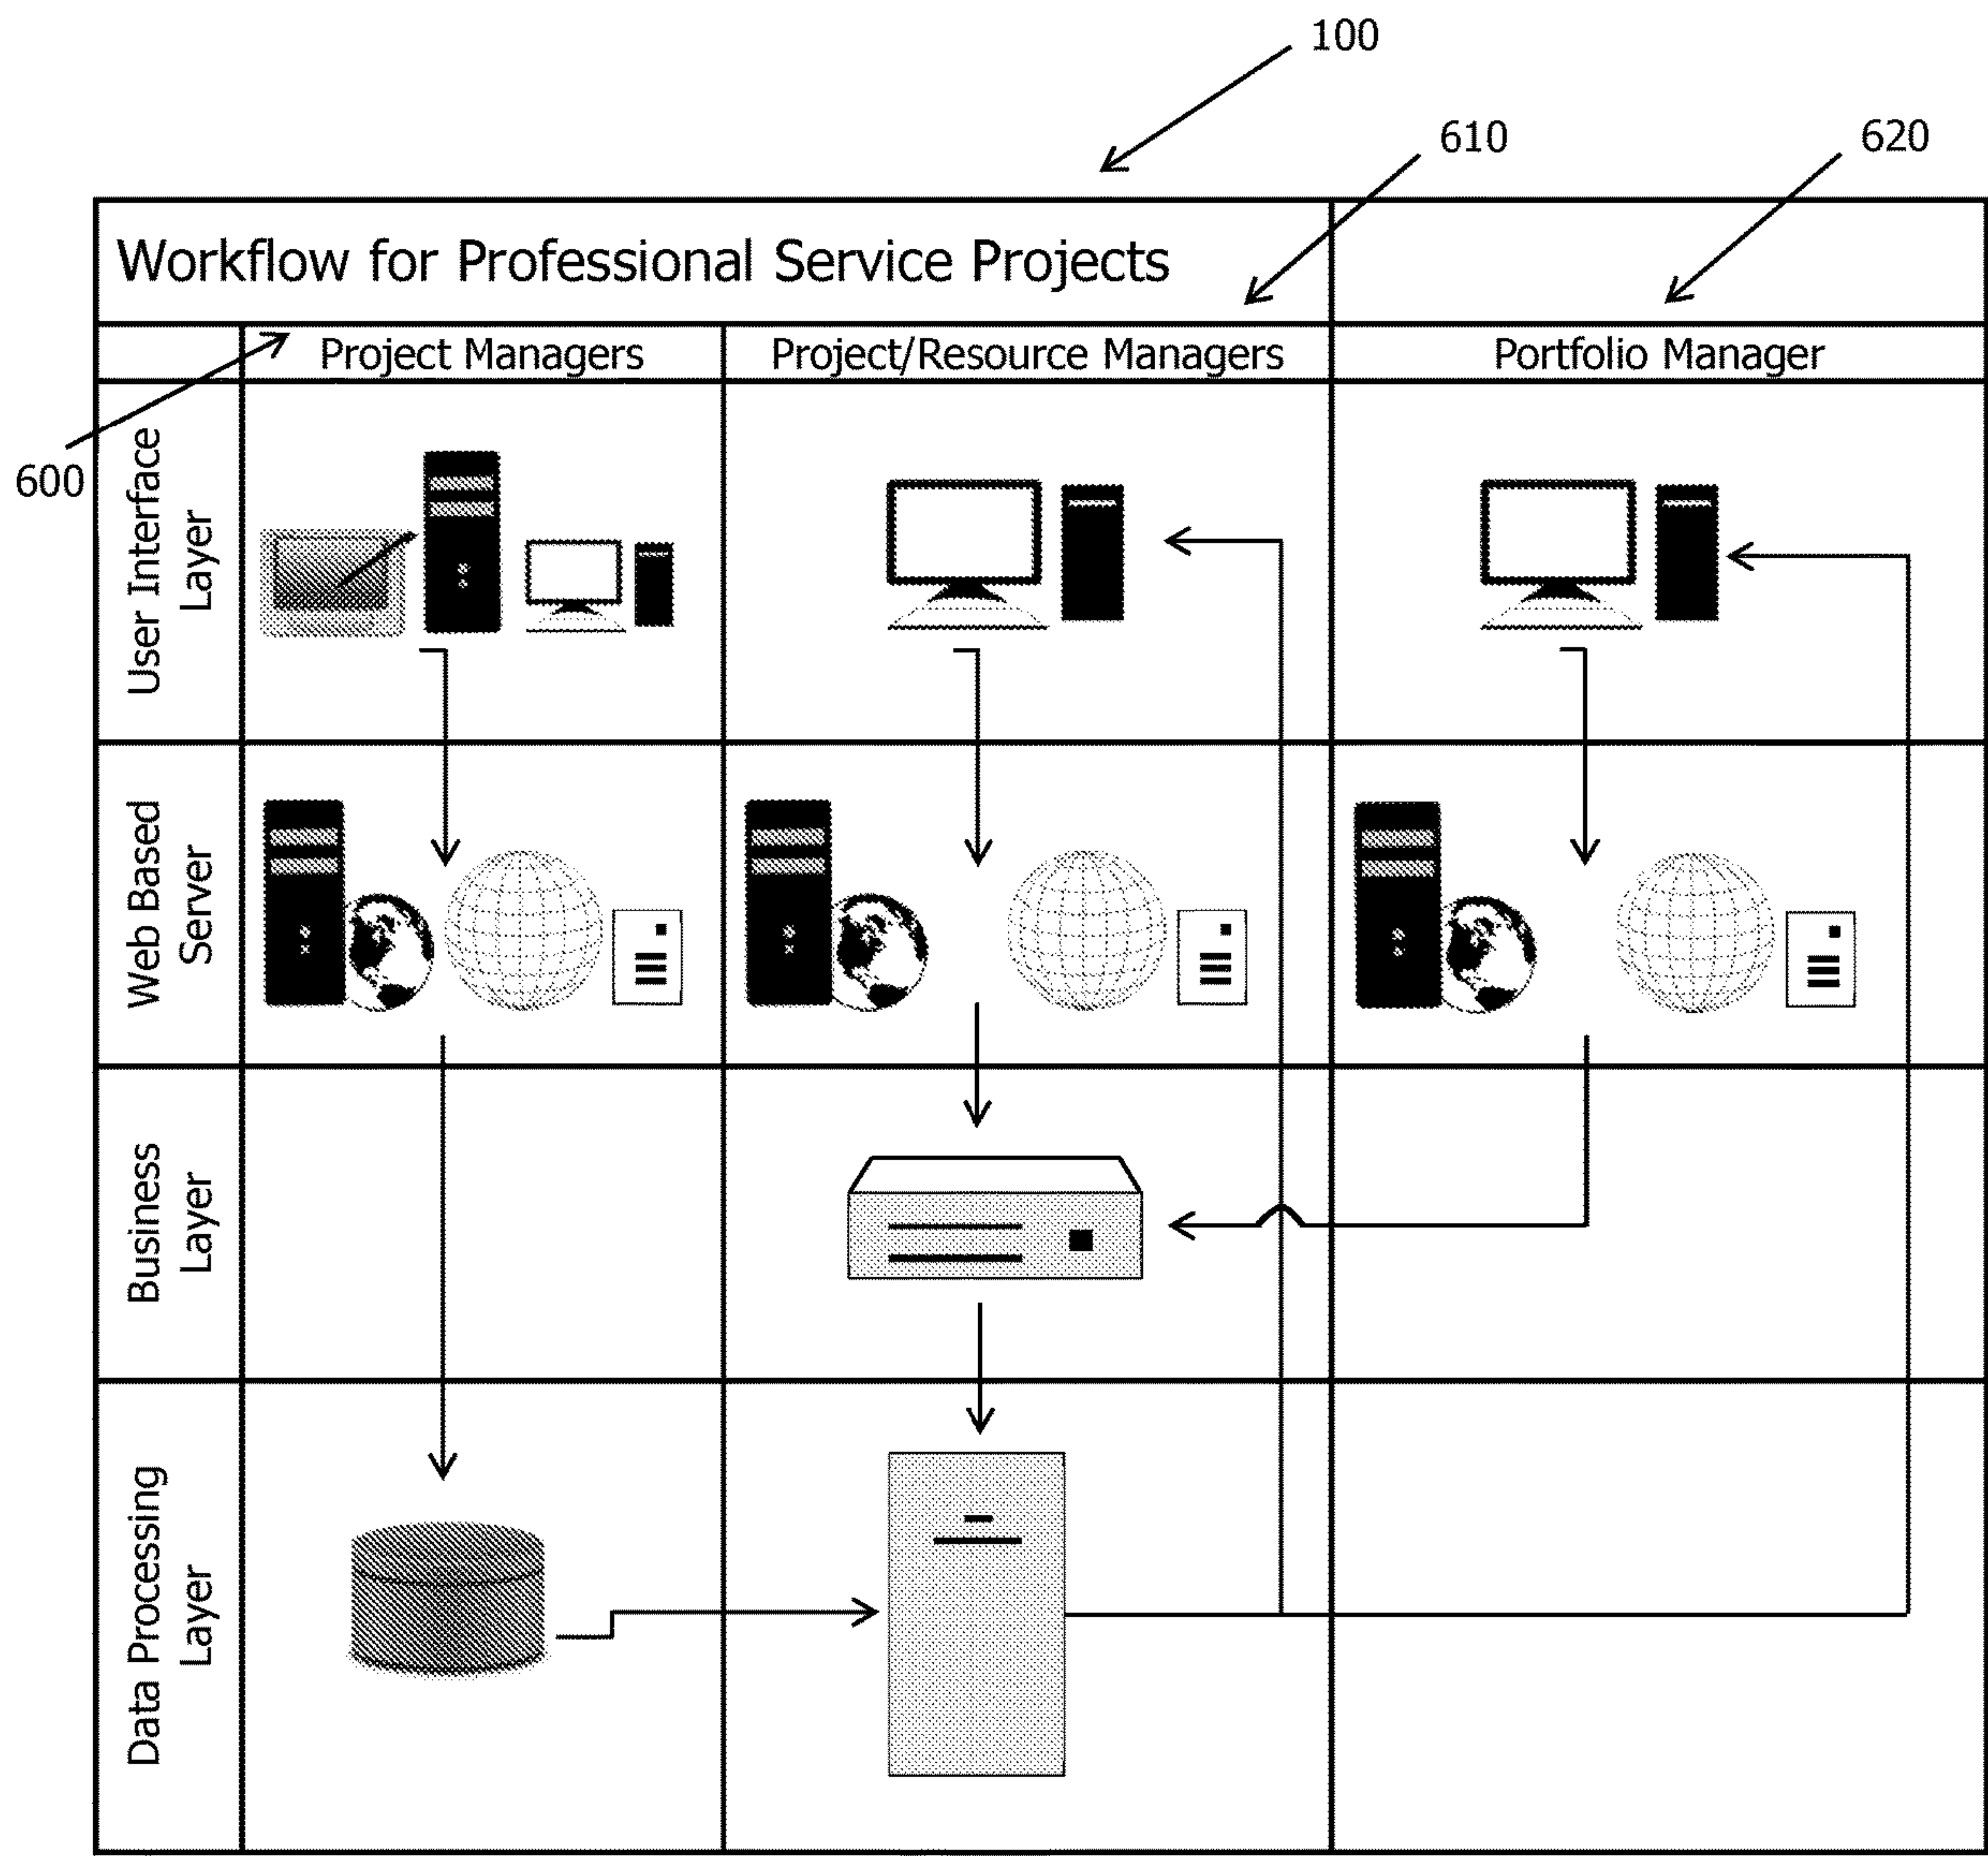 100
610
620
Workflow for Professional Service Projects
Project Managers
Project/Resource Managers
Portfolio Manager
600
User Interface
Layer
Web Based
Server
Business
Layer
Data Processing
Layer